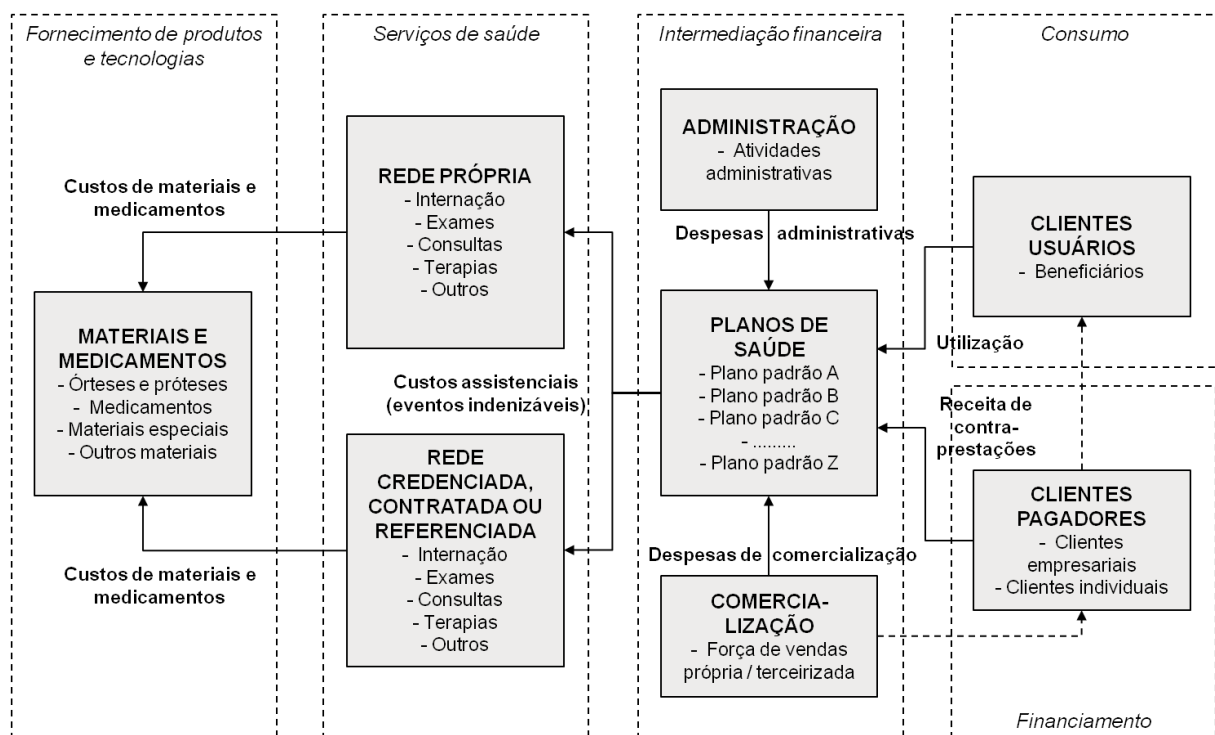 Fornecimento de produtos
e tecnologias
Serviços de saúde
Intermediação financeira
Consumo
Custos de materiais e
medicamentos
MATERIAIS E
MEDICAMENTOS
- Órteses e próteses
- Medicamentos
- Materiais especiais
- Outros materiais
Custos de materiais e
medicamentos
REDE PRÓPRIA
- Internação
- Exames
- Consultas
- Terapias
- Outros
Custos assistenciais
(eventos indenizáveis)
REDE
CREDENCIADA,
CONTRATADA OU
REFERENCIADA
- Internação
- Exames
- Consultas
- Terapias
- Outros
ADMINISTRAÇÃO
- Atividades
administrativas
Despesas administrativas
PLANOS DE
SAÚDE
- Plano padrão A
- Plano padrão B
- Plano padrão C
- .........
- Plano padrão Z
Despesas de comercialização
COMERCIA-
LIZAÇÃO
- Força de vendas
própria / terceirizada
CLIENTES
USUÁRIOS
- Beneficiários
Utilização
Receita de
contra-
prestações
CLIENTES
PAGADORES
- Clientes
empresariais
- Clientes individuais
Financiamento